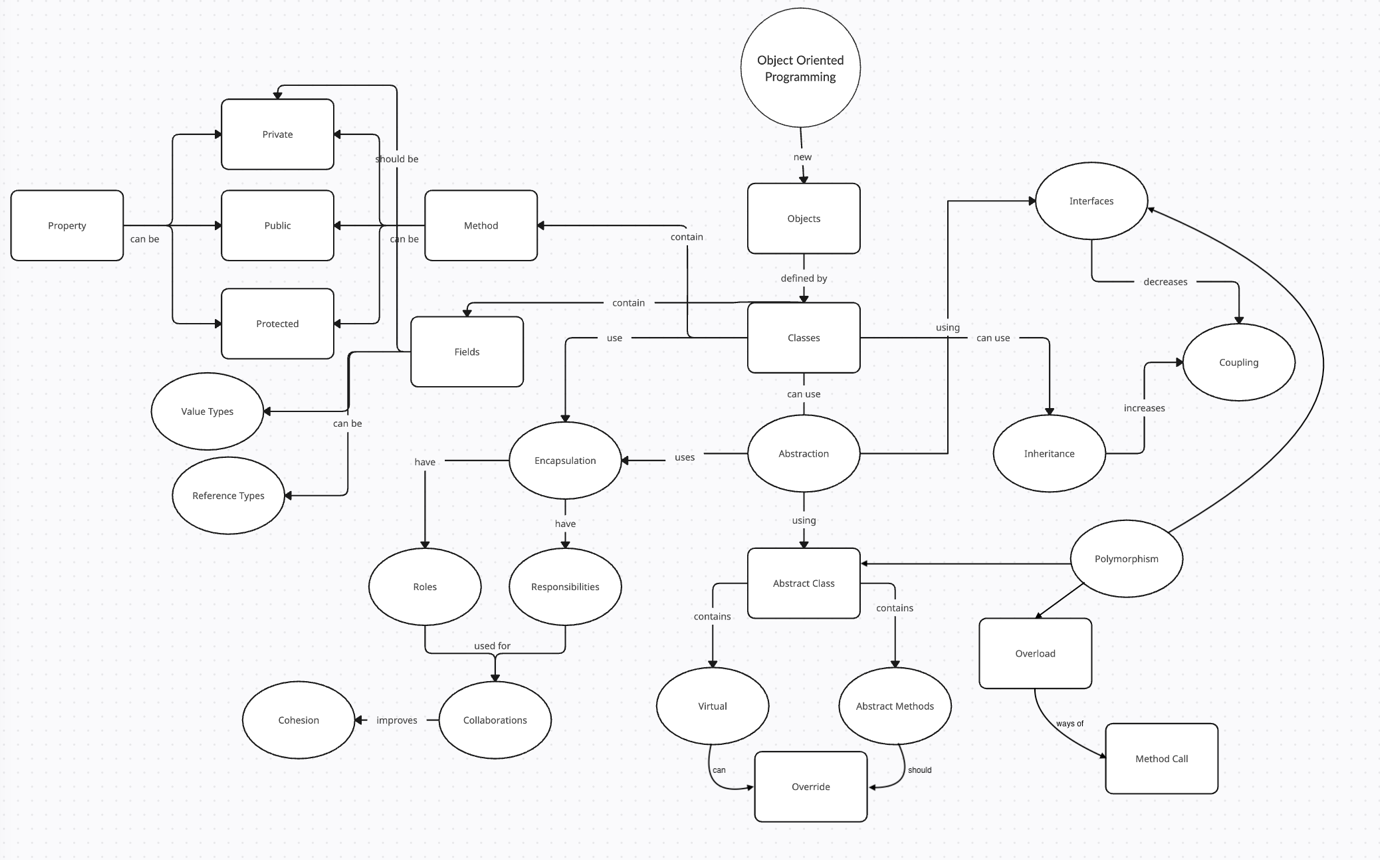 Object Oriented
Programming
new
Private
should be
Interfaces
Property
can be
Public
can be
Method
contain
Objects
defined by
decreases
Protected
contain
Fields
use
Classes
using
can use
Coupling
can use
increases
Value Types
can be
Reference Types
have
Encapsulation
uses
Abstraction
Inheritance
have
using
Polymorphism
Roles
Responsibilities
Abstract Class
contains
contains
used for
Overload
Cohesion
improves
Collaborations
Virtual
Abstract Methods
ways of
can
should
Override
Method Call